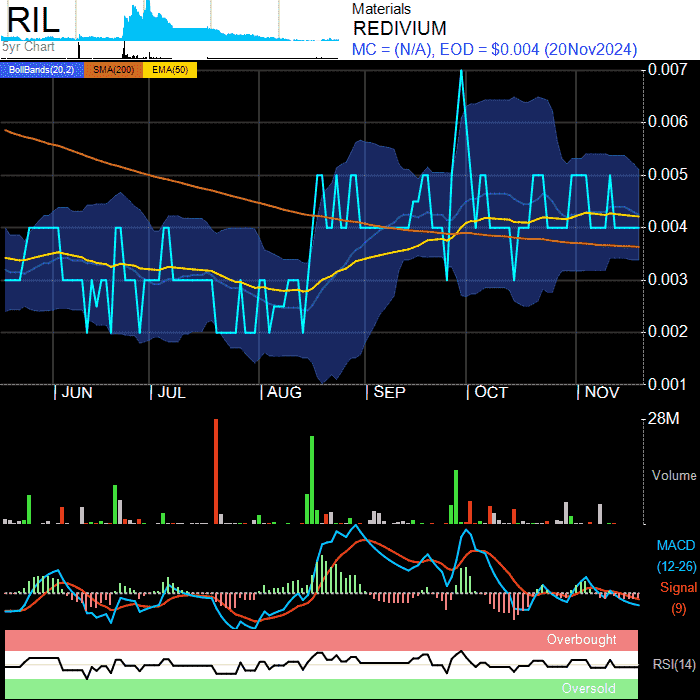 RIL
5yr Chart
Materials
REDIVIUM
MC = (N/A), EOD = $0.004 (20Nov2024)
BollBands(20,2) SMA(200) EMA(50)
0.007
0.006
0.005
0.004
0.003
0.002
0.001
JUN JUL AUG SEP OCT NOV
28M
Volume
MACD
(12-26)
Signal
(9)
Overbought
RSI(14)
Oversold